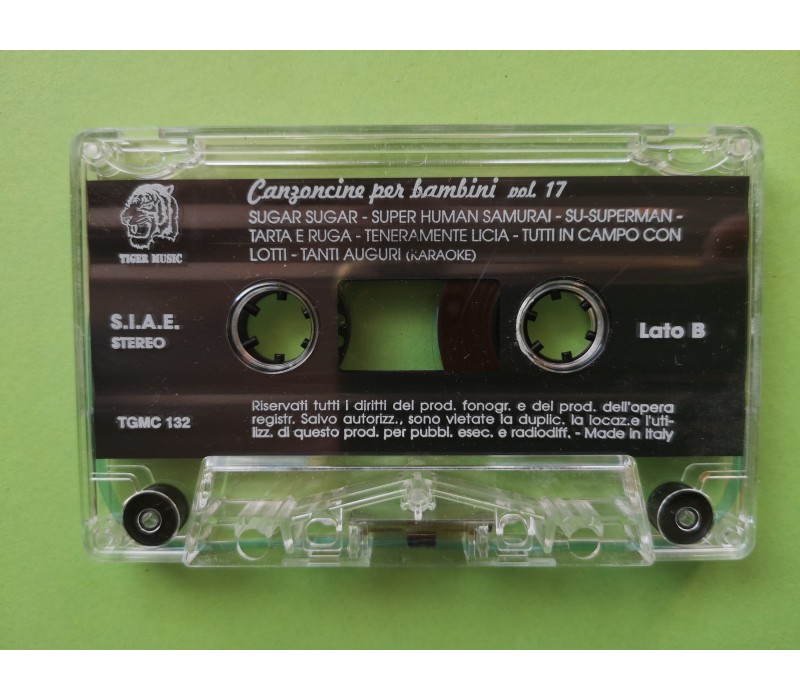 Canzoncine per bambini vol. 17
SUGAR SUGAR - SUPER HUMAN SAMURAI - SU-SUPERMAN -
TARTA E RUGA - TENERAMENTE LICIA - TUTTI IN CAMPO CON
LOTTI - TANTI AUGURI (KARAOKE)
TIGER MUSIC
S.I.A.E.
STEREO
Lato B
TGMC 132
Riservati tutti i diritti del prod. fonogr. e del prod. dell'opera
registr. Salvo autorizz., sono vietate la duplic. la locaz.e l'uti-
lizz. di questo prod. per pubbl. esec. e radiodiff. - Made in Italy